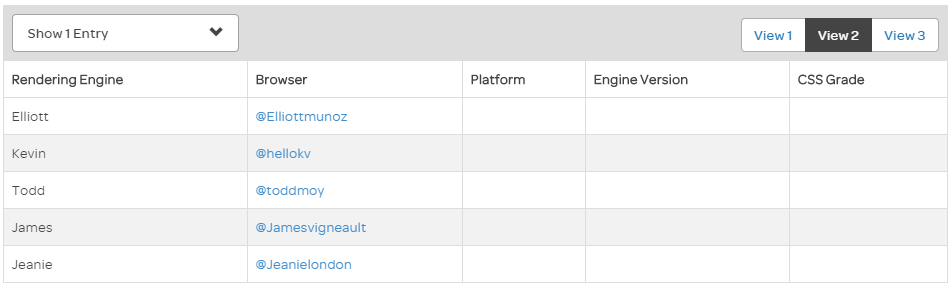 Show 1 Entry View 1 View 2 View 3
Rendering Engine Browser Platform Engine Version CSS Grade
Elliott @Elliottmunoz
Kevin @hellokv
Todd @toddmoy
James @Jamesvigneault
Jeanie @Jeanielondon